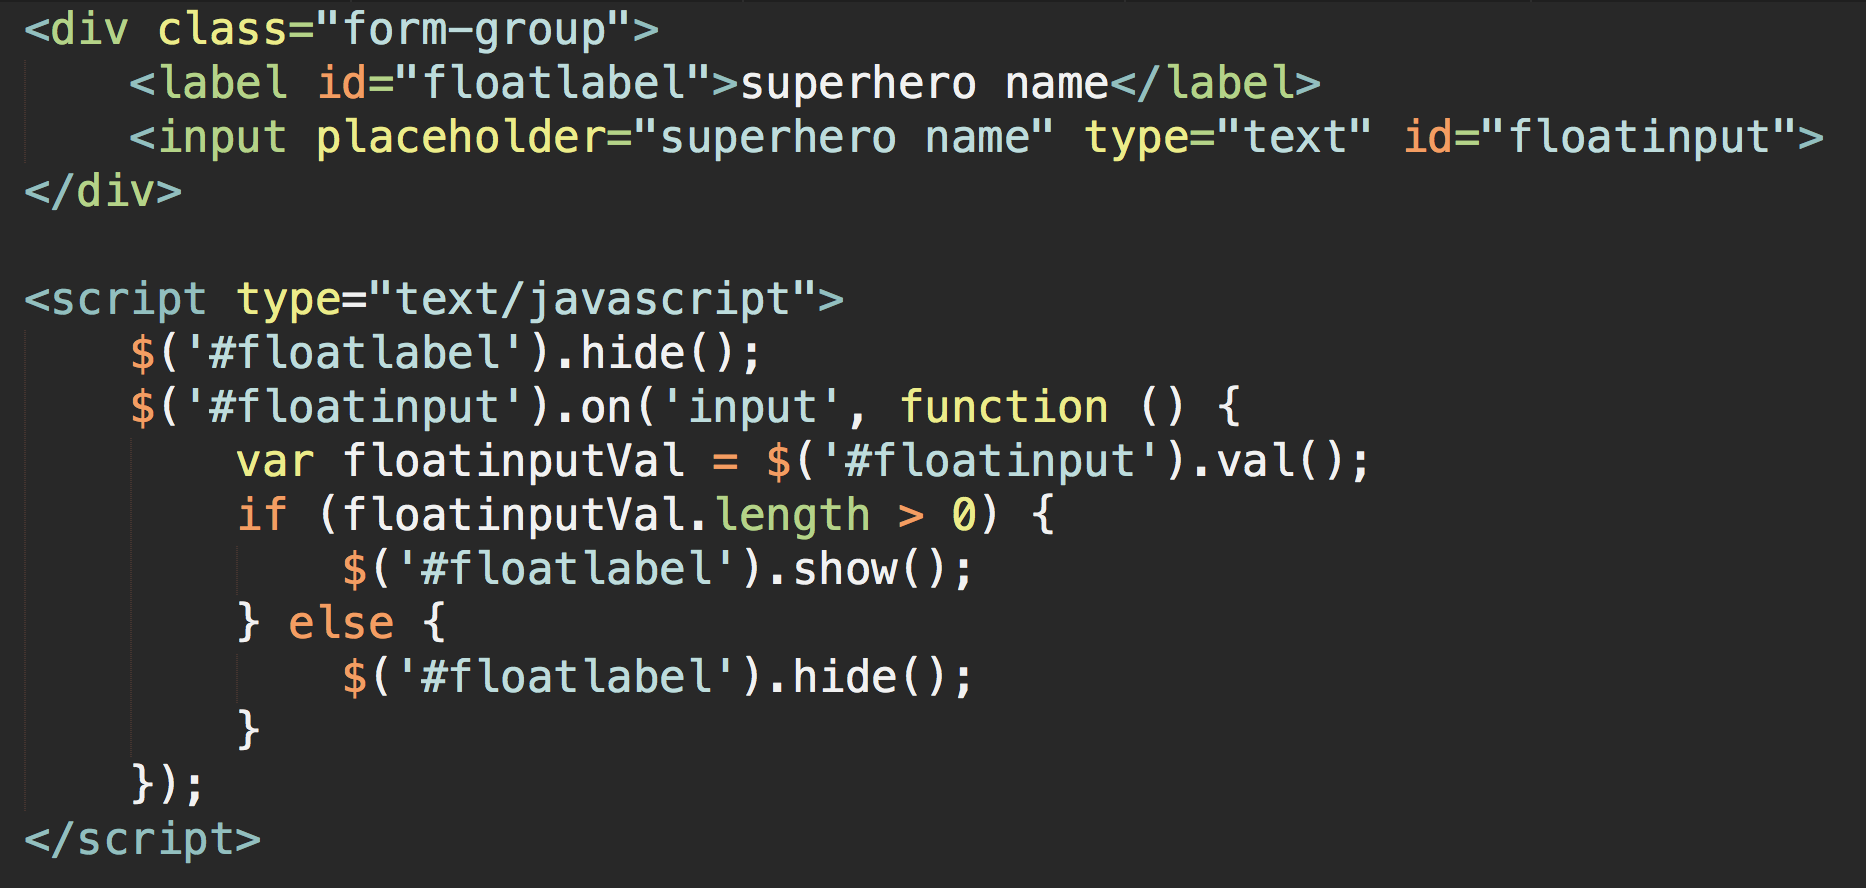 <div class="form-group">
    <label id="floatlabel">superhero name</label>
    <input placeholder="superhero name" type="text" id="floatinput">
</div>

<script type="text/javascript">
    $('#floatlabel').hide();
    $('#floatinput').on('input', function () {
        var floatinputVal = $('#floatinput').val();
        if (floatinputVal.length > 0) {
            $('#floatlabel').show();
        } else {
            $('#floatlabel').hide();
        }
    });
</script>